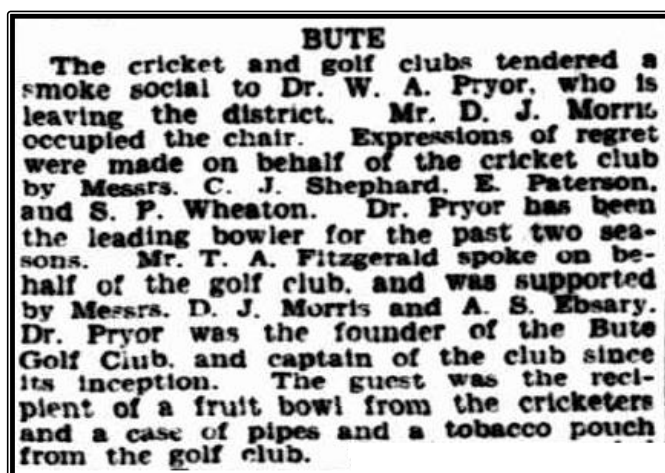 BUTE
The cricket and golf clubs tendered a
smoke social to Dr. W. A. Pryor, who is
leaving the district. Mr. D. J. Morris
occupied the chair. Expressions of regret
were made on behalf of the cricket club
by Messrs. C. J. Shephard, E. Paterson,
and S. P. Wheaton. Dr. Pryor has been
the leading bowler for the past two sea-
sons. Mr. T. A. Fitzgerald spoke on be-
half of the golf club, and was supported
by Messrs. D. J. Morris and A. S. Ebsary.
Dr. Pryor was the founder of the Bute
Golf Club, and captain of the club since
its inception. The guest was the reci-
pient of a fruit bowl from the cricketers
and a case of pipes and a tobacco pouch
from the golf club.